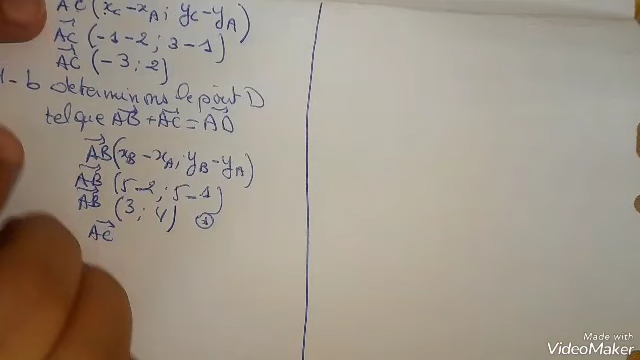 AC (xC - xA ; yC - yA)
AC (-1-2 ; 3-1)
AC (-3 ; 2)
1-b determinons le point D
tel que AB + AC = AD
AB (xB - xA ; yB - yA)
AB (5-2 ; 5-1)
AB (3 ; 4) ①
AC
Made with
VideoMaker